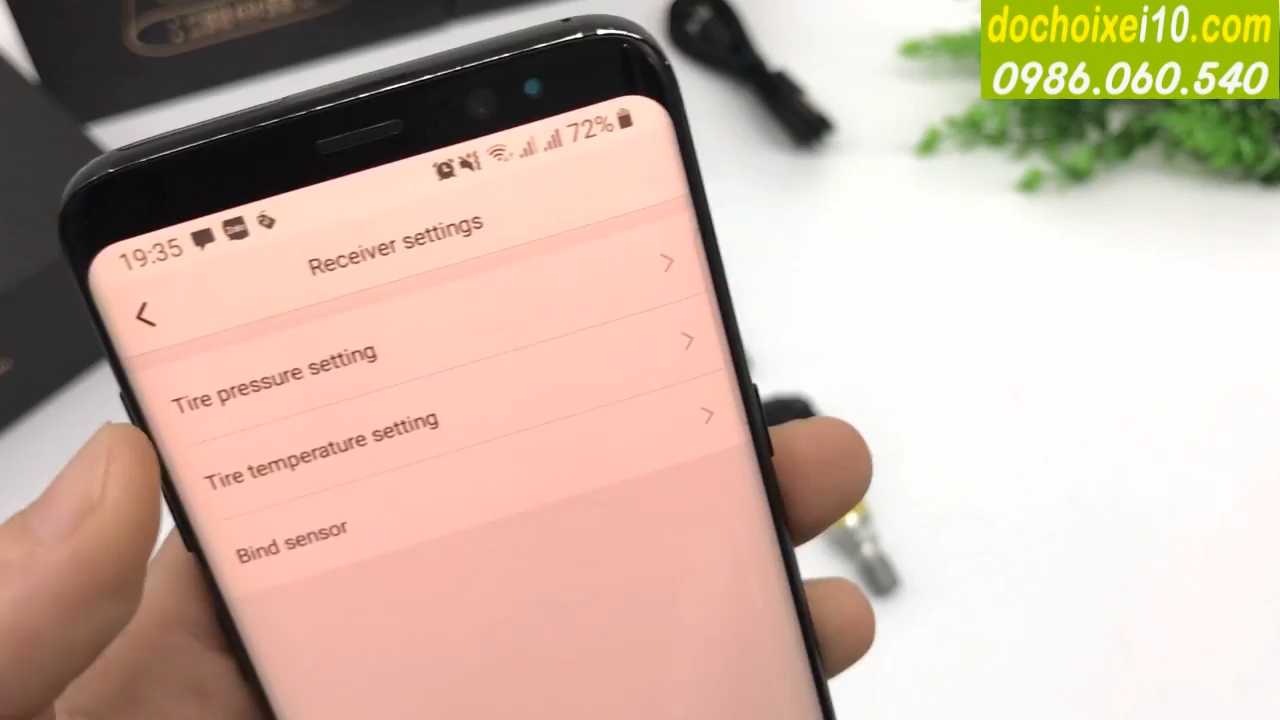 dochoixei10.com
0986.060.540
19:35
72%
Receiver settings
Tire pressure setting
Tire temperature setting
Bind sensor